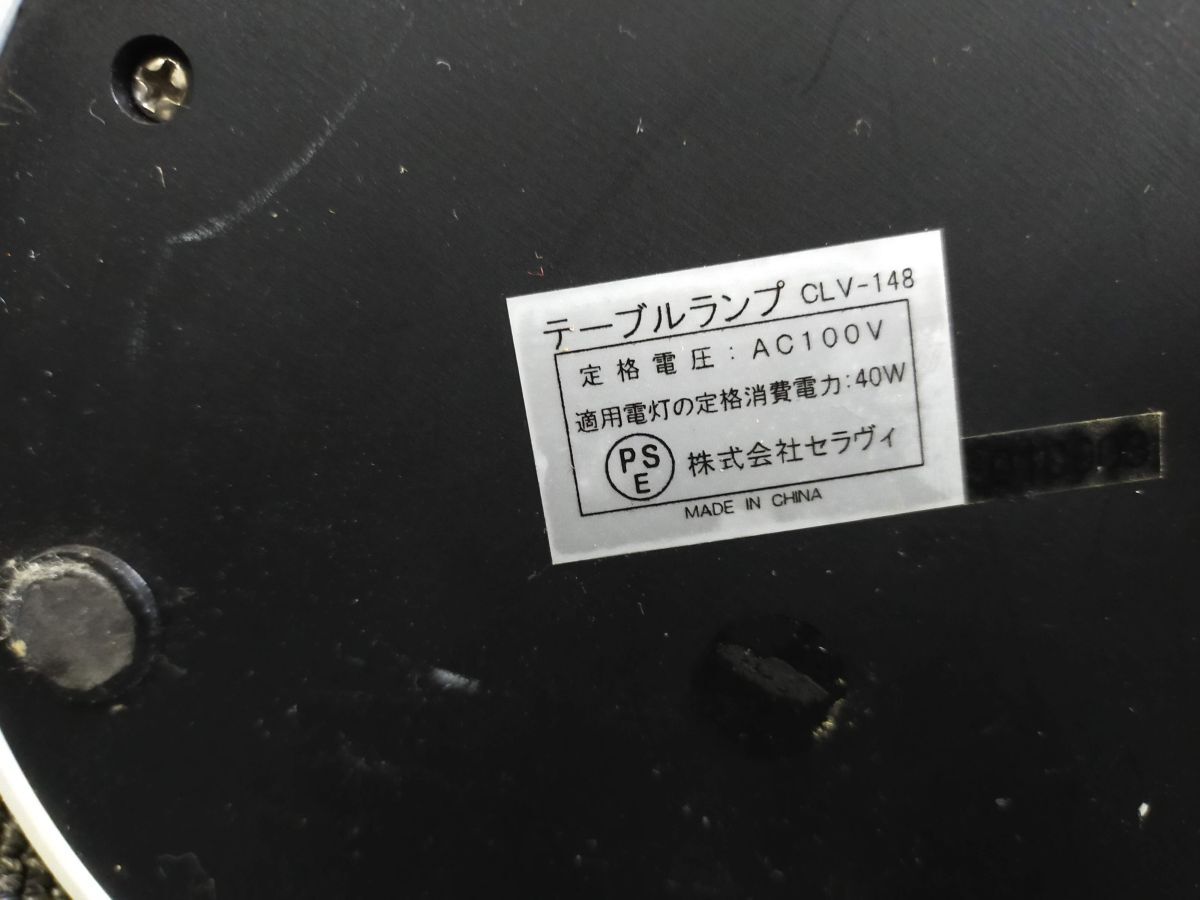 テーブルランプ CLV-148
定格電圧：AC100V
適用電灯の定格消費電力：40W
PS
E
株式会社セラヴィ
MADE IN CHINA